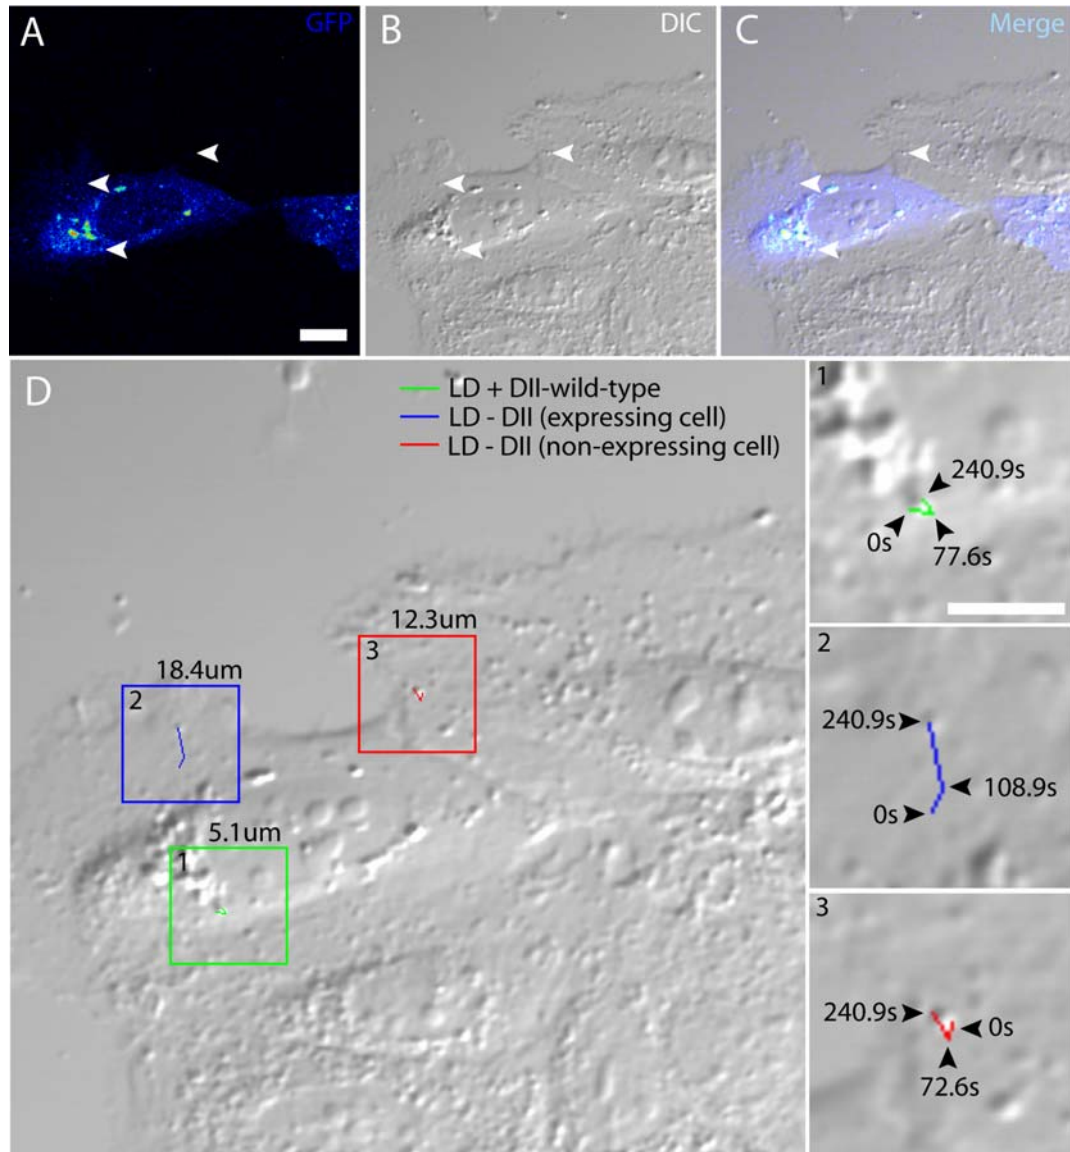 A
GFP
B
DIC
C
Merge
D
LD + DII-wild-type
LD - DII (expressing cell)
LD - DII (non-expressing cell)
12.3um
3
18.4um
2
5.1um
1
1
240.9s
0s
77.6s
2
240.9s
108.9s
0s
3
240.9s
0s
72.6s